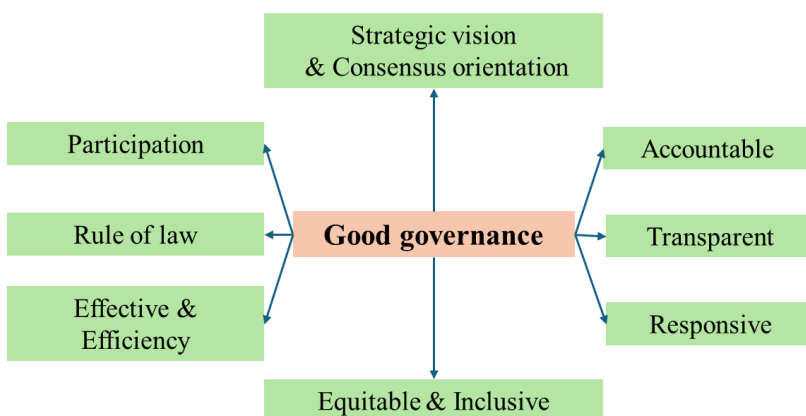 Strategic vision
& Consensus orientation
Participation
Accountable
Rule of law
Good governance
Transparent
Effective &
Efficiency
Responsive
Equitable & Inclusive